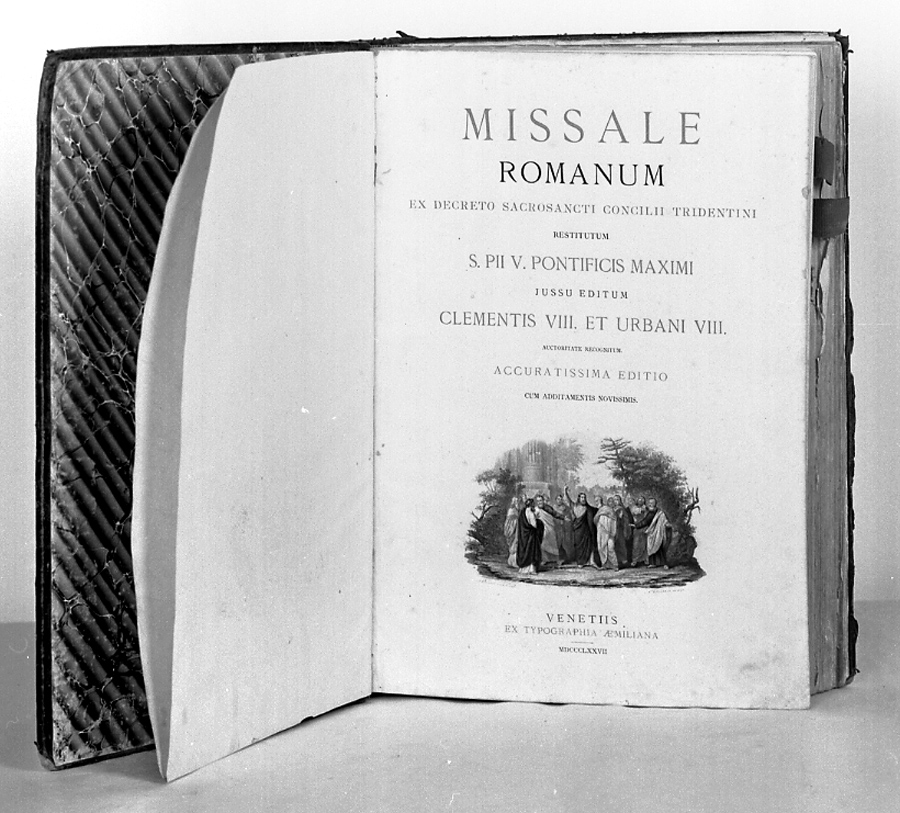 MISSALE
ROMANUM
EX DECRETO SACROSANCTI CONCILII TRIDENTINI
RESTITUTUM
S. PII V. PONTIFICIS MAXIMI
JUSSU EDITUM
CLEMENTIS VIII. ET URBANI VIII.
AUCTORITATE RECOGNITUM.
ACCURATISSIMA EDITIO
CUM ADDITAMENTIS NOVISSIMIS.
VENETIIS
EX TYPOGRAPHIA ÆMILIANA
MDCCCLXXVII